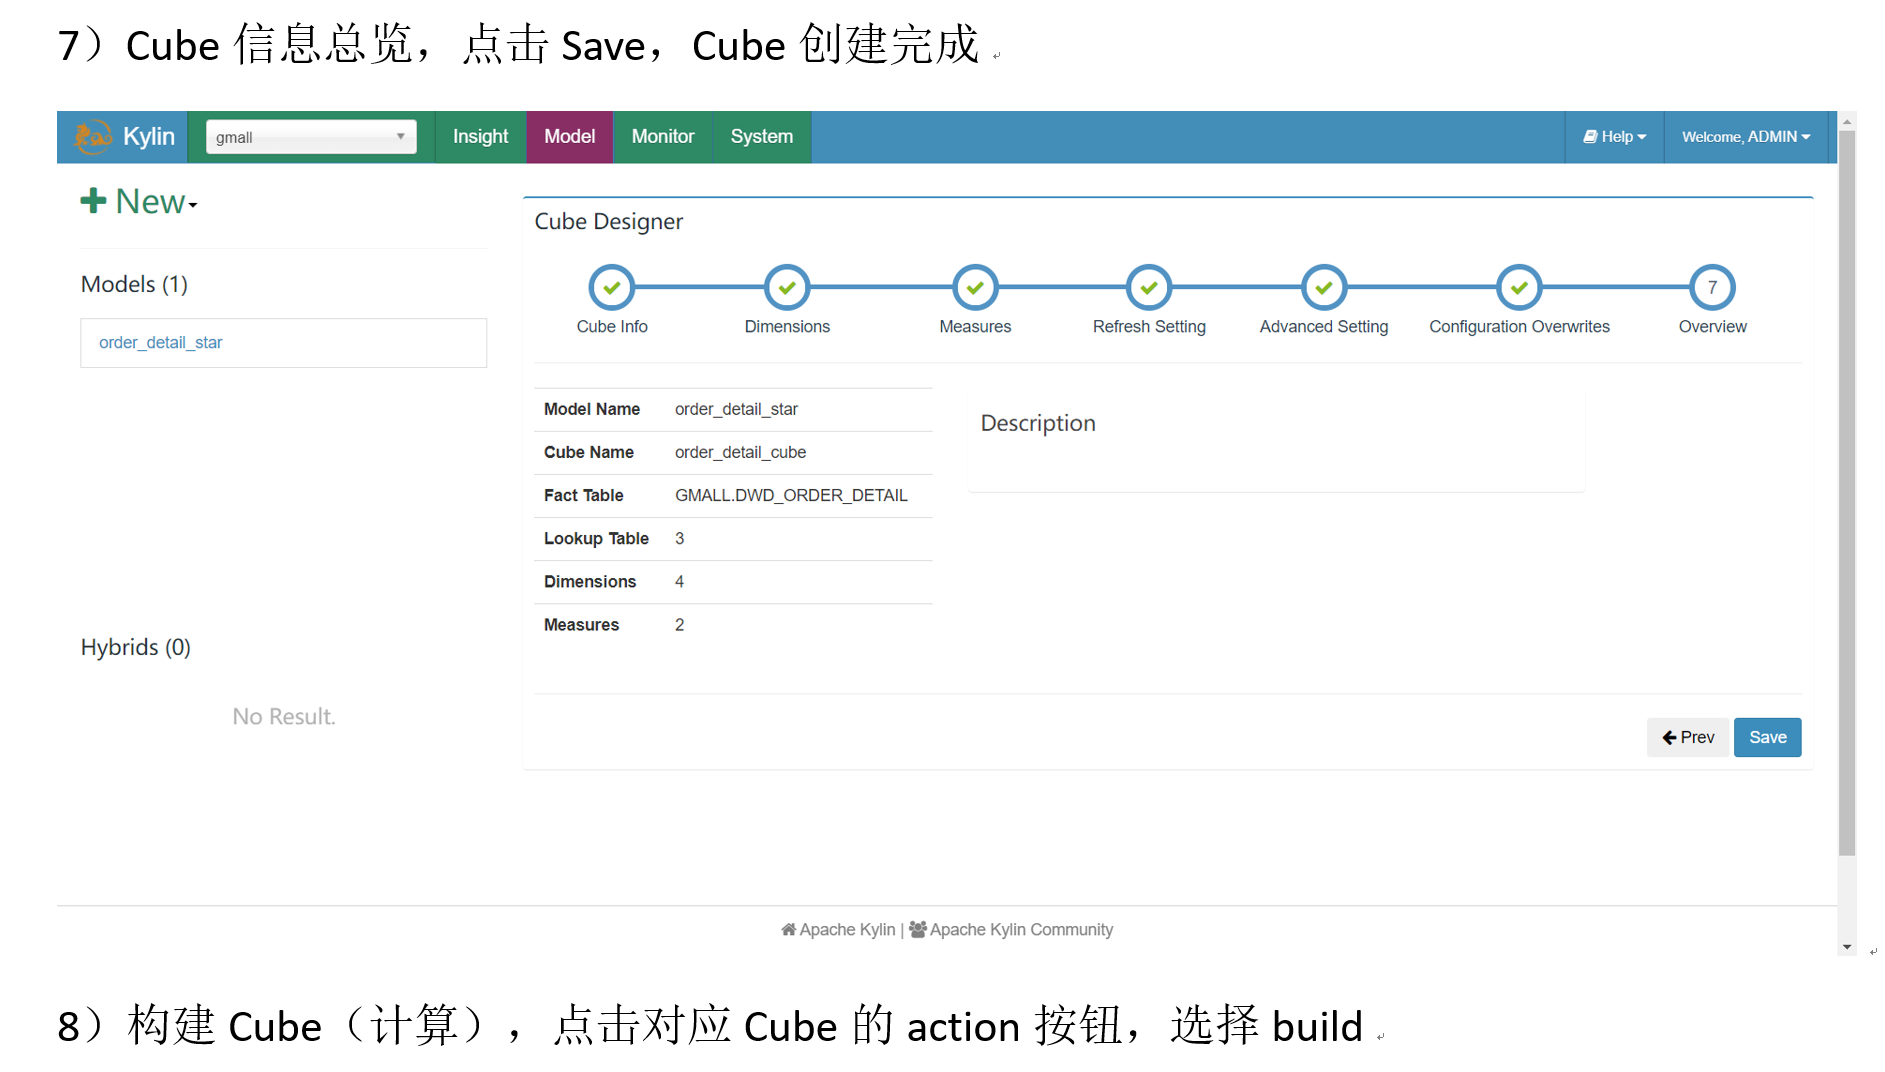 7）Cube 信息总览，点击 Save，Cube 创建完成
Kylin
gmall
Insight
Model
Monitor
System
Help
Welcome, ADMIN
New
Models (1)
order_detail_star
Hybrids (0)
No Result.
Cube Designer
7
Cube Info
Dimensions
Measures
Refresh Setting
Advanced Setting
Configuration Overwrites
Overview
Model Name order_detail_star
Cube Name order_detail_cube
Fact Table GMALL.DWD_ORDER_DETAIL
Lookup Table 3
Dimensions 4
Measures 2
Description
Prev
Save
Apache Kylin | Apache Kylin Community
8）构建 Cube（计算），点击对应 Cube 的 action 按钮，选择 build